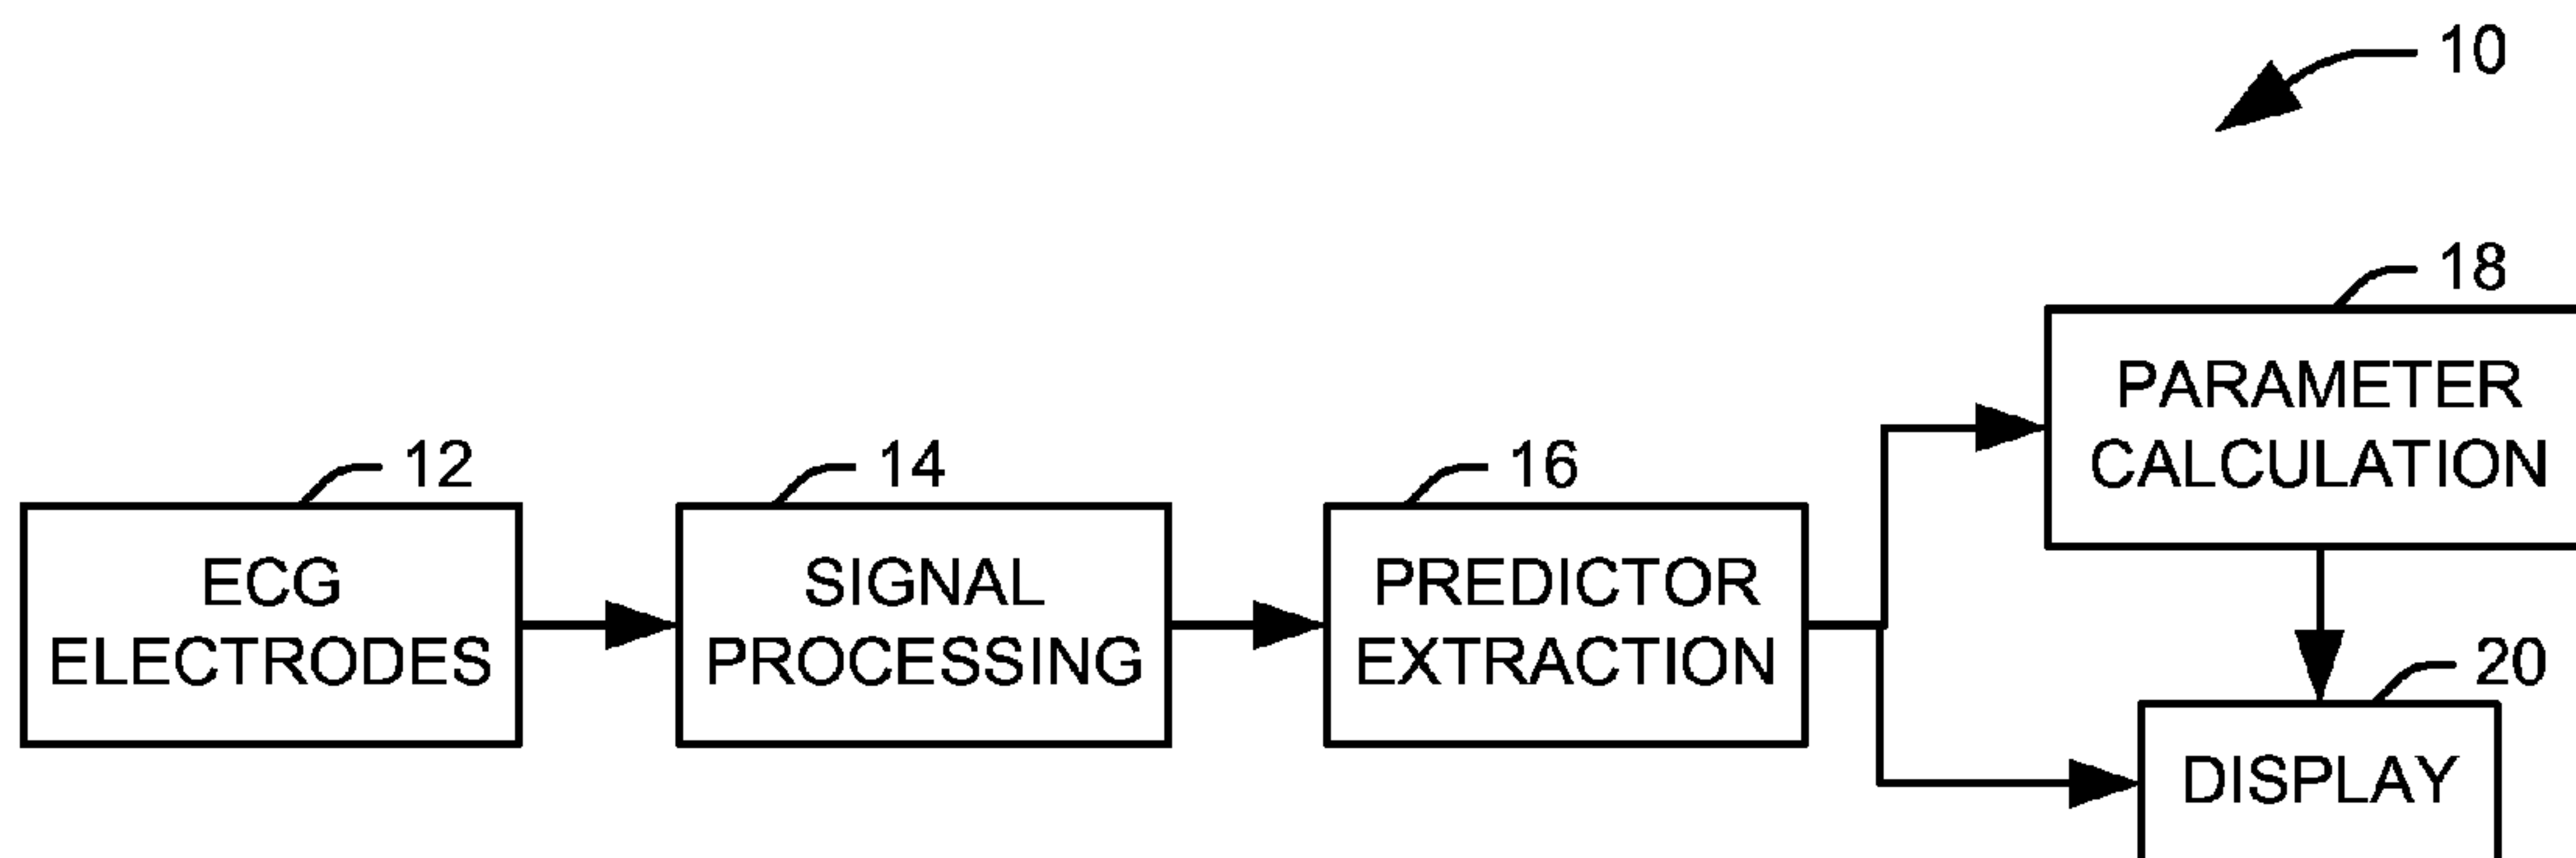 10
18
PARAMETER
CALCULATION
12
14
16
ECG
ELECTRODES
SIGNAL
PROCESSING
PREDICTOR
EXTRACTION
20
DISPLAY